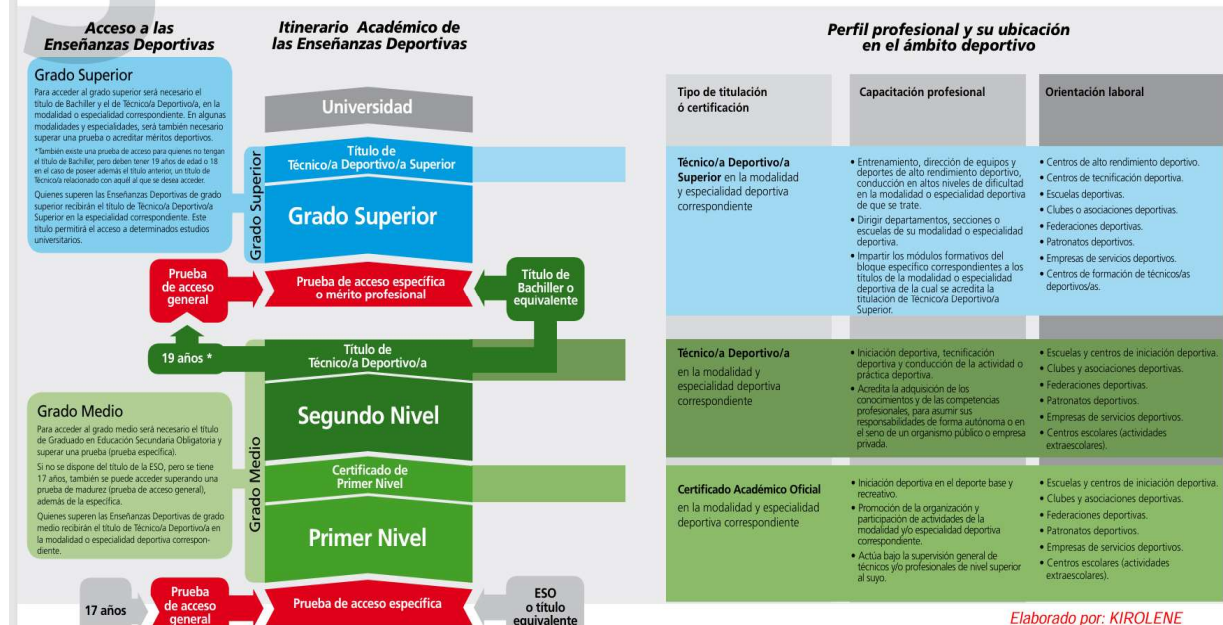 Acceso a las
Enseñanzas Deportivas
Grado Superior
Para acceder al grado superior será necesario el
título de Bachiller y el de Técnico/a Deportivo/a, en la
modalidad o especialidad correspondiente. En algunas
modalidades y especialidades, será también necesario
superar una prueba o acreditar méritos deportivos.
*También existe una prueba de acceso para quienes no tengan
el título de Bachiller, pero deben tener 19 años de edad o 18
en el caso de poseer además el título anterior, un título de
Técnico/a relacionado con aquél al que se desea acceder.
Quienes superen las Enseñanzas Deportivas de grado
superior recibirán el título de Técnico/a Deportivo/a
Superior en la especialidad correspondiente. Este
título permitirá el acceso a determinados estudios
universitarios.
Itinerario Académico de
las Enseñanzas Deportivas
Universidad
Título de
Técnico/a Deportivo/a Superior
Grado Superior
Grado Superior
Prueba
de acceso
general
Prueba de acceso específica
o mérito profesional
Título de
Bachiller o
equivalente
19 años *
Título de
Técnico/a Deportivo/a
Segundo Nivel
Grado Medio
Certificado de
Primer Nivel
Primer Nivel
Grado Medio
Para acceder al grado medio será necesario el título
de Graduado en Educación Secundaria Obligatoria y
superar una prueba (prueba específica).
Si no se dispone del título de la ESO, pero se tiene
17 años, también se puede acceder superando una
prueba de madurez (prueba de acceso general),
además de la específica.
Quienes superen las Enseñanzas Deportivas de grado
medio recibirán el título de Técnico/a Deportivo/a en
la modalidad o especialidad deportiva correspon-
diente.
17 años
Prueba
de acceso
general
Prueba de acceso específica
ESO
o título
equivalente
Perfil profesional y su ubicación
en el ámbito deportivo
Tipo de titulación
ó certificación
Capacitación profesional
Orientación laboral
Técnico/a Deportivo/a
Superior en la modalidad
y especialidad deportiva
correspondiente
• Entrenamiento, dirección de equipos y
deportes de alto rendimiento deportivo,
conducción en altos niveles de dificultad
en la modalidad o especialidad deportiva
de que se trate.
• Dirigir departamentos, secciones o
escuelas de su modalidad o especialidad
deportiva.
• Impartir los módulos formativos del
bloque específico correspondientes a los
títulos de la modalidad o especialidad
deportiva de la cual se acredita la
titulación de Técnico/a Deportivo/a
Superior.
• Centros de alto rendimiento deportivo.
• Centros de tecnificación deportiva.
• Escuelas deportivas.
• Clubes o asociaciones deportivas.
• Federaciones deportivas.
• Patronatos deportivos.
• Empresas de servicios deportivos.
• Centros de formación de técnicos/as
deportivos/as.
Técnico/a Deportivo/a
en la modalidad y
especialidad deportiva
correspondiente
• Iniciación deportiva, tecnificación
deportiva y conducción de la actividad o
práctica deportiva.
• Acredita la adquisición de los
conocimientos y de las competencias
profesionales, para asumir sus
responsabilidades de forma autónoma o en
el seno de un organismo público o empresa
privada.
• Escuelas y centros de iniciación deportiva.
• Clubes y asociaciones deportivas.
• Federaciones deportivas.
• Patronatos deportivos.
• Empresas de servicios deportivos.
• Centros escolares (actividades
extraescolares).
Certificado Académico Oficial
en la modalidad y especialidad
deportiva correspondiente
• Iniciación deportiva en el deporte base y
recreativo.
• Promoción de la organización y
participación de actividades de la
modalidad y/o especialidad deportiva
correspondiente.
• Actúa bajo la supervisión general de
técnicos y/o profesionales de nivel superior
al suyo.
• Escuelas y centros de iniciación deportiva.
• Clubes y asociaciones deportivas.
• Federaciones deportivas.
• Patronatos deportivos.
• Empresas de servicios deportivos.
• Centros escolares (actividades
extraescolares).
Elaborado por: KIROLENE